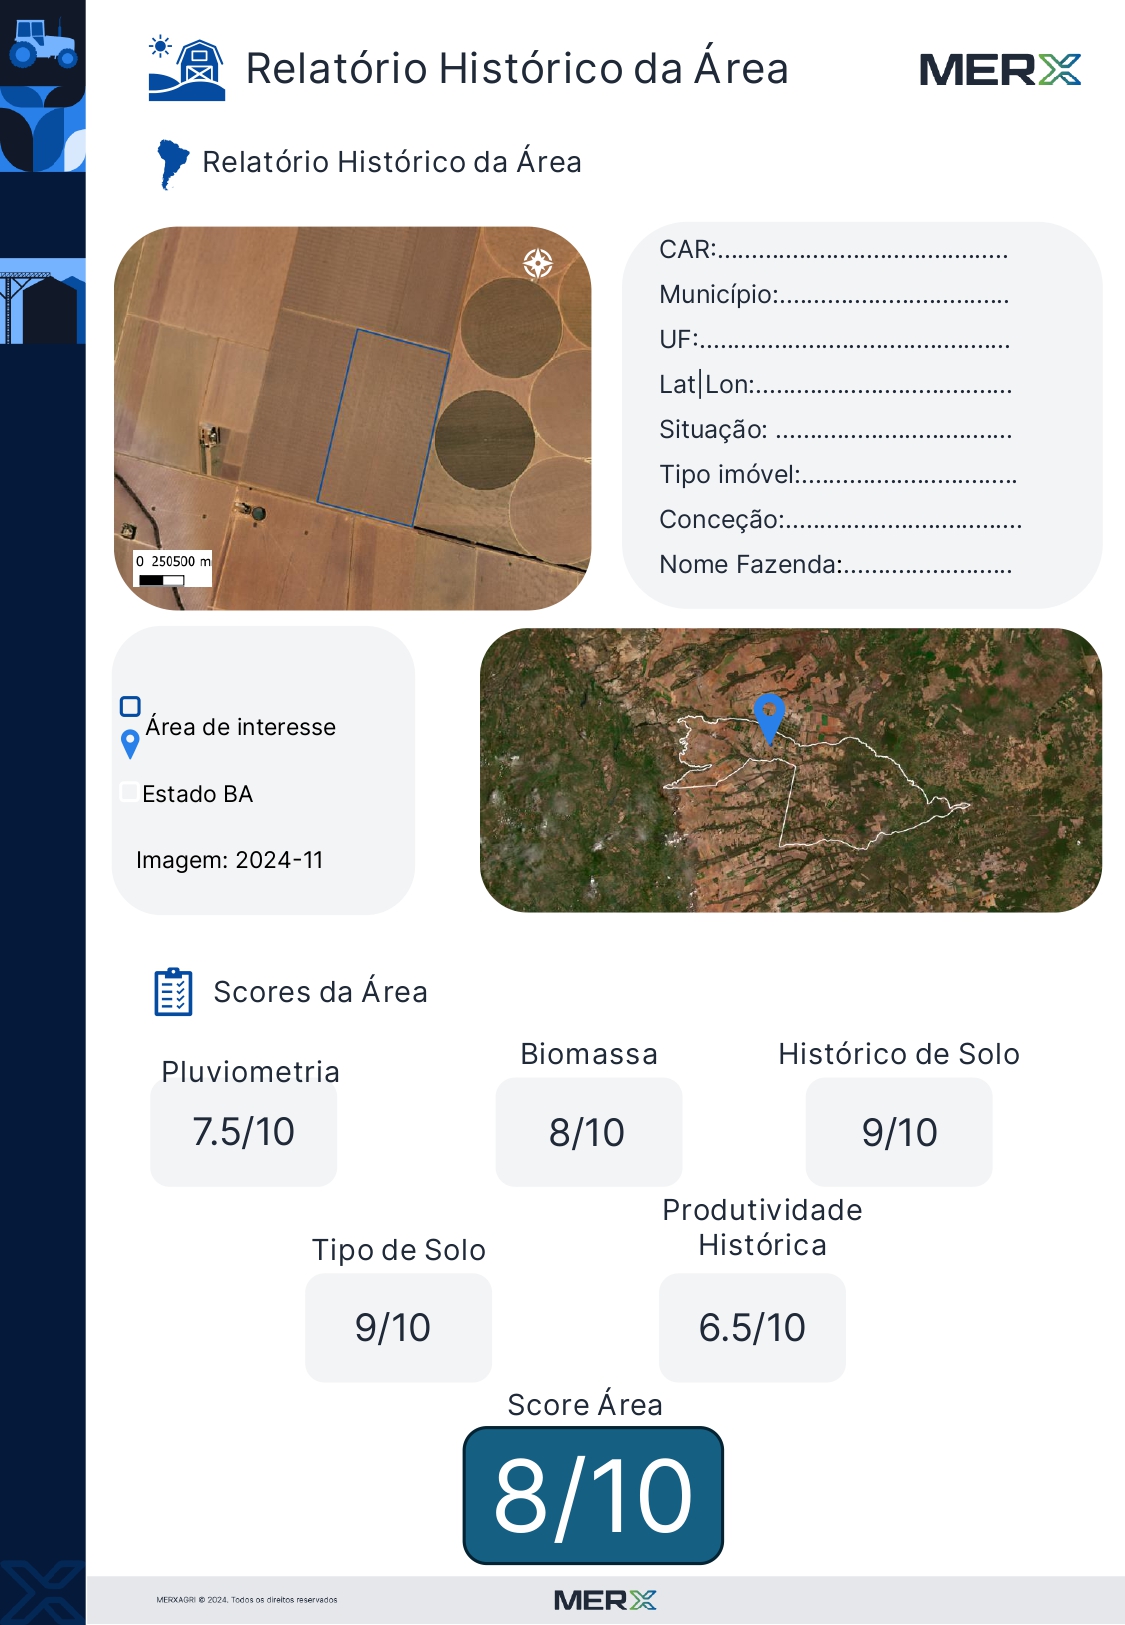 Relatório Histórico da Área
MERX
Relatório Histórico da Área
CAR:...........................................
Município:..................................
UF:..............................................
Lat|Lon:......................................
Situação: ...................................
Tipo imóvel:................................
Conceção:...................................
Nome Fazenda:.........................
0 250500 m
Área de interesse
Estado BA
Imagem: 2024-11
Scores da Área
Pluviometria
7.5/10
Biomassa
8/10
Histórico de Solo
9/10
Tipo de Solo
9/10
Produtividade
Histórica
6.5/10
Score Área
8/10
MERXAGRI © 2024. Todos os direitos reservados
MERX